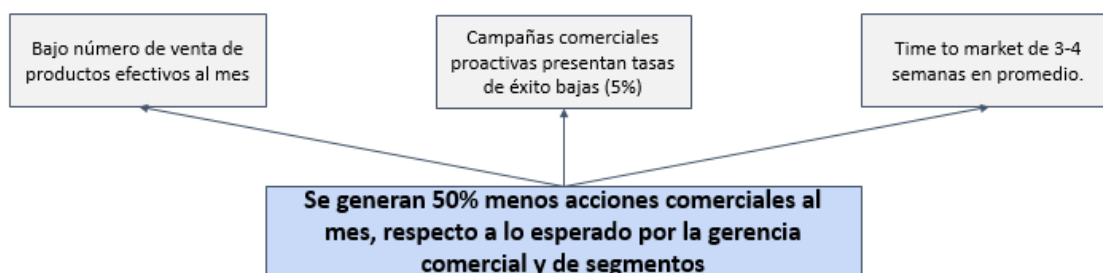 Bajo número de venta de
productos efectivos al mes
Campañas comerciales
proactivas presentan tasas
de éxito bajas (5%)
Time to market de 3-4
semanas en promedio.
Se generan 50% menos acciones comerciales al
mes, respecto a lo esperado por la gerencia
comercial y de segmentos